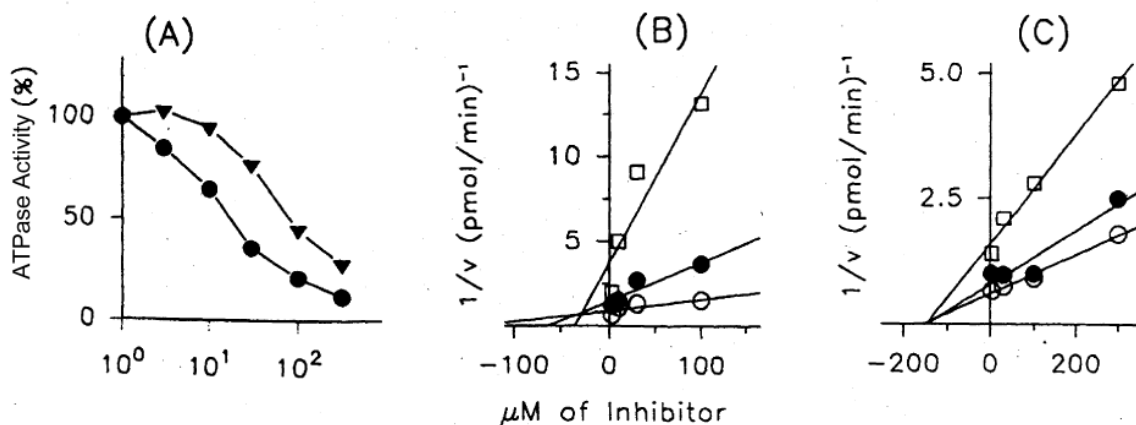 (A)
(B)
(C)
ATPase Activity (%)
100
50
0
10⁰
10¹
10²
1/v (pmol/min)⁻¹
15
10
5
−100
0
100
1/v (pmol/min)⁻¹
5.0
2.5
−200
0
200
μM of Inhibitor